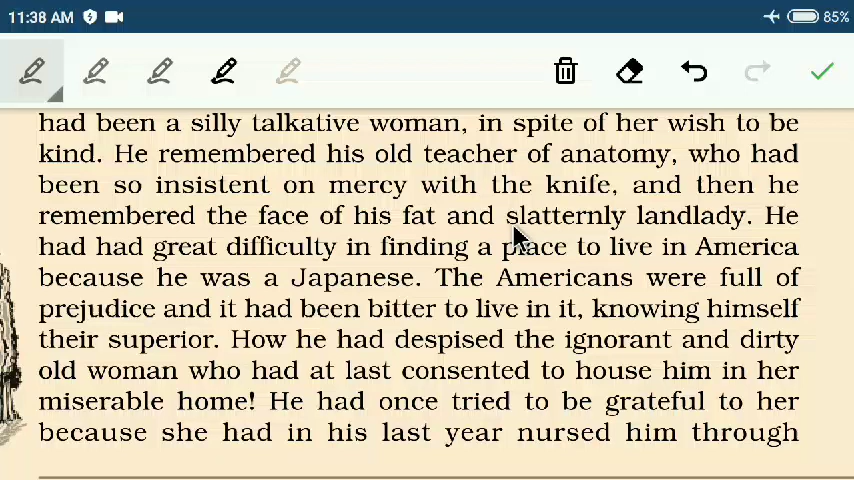 11:38 AM 85%
had been a silly talkative woman, in spite of her wish to be
kind. He remembered his old teacher of anatomy, who had
been so insistent on mercy with the knife, and then he
remembered the face of his fat and slatternly landlady. He
had had great difficulty in finding a place to live in America
because he was a Japanese. The Americans were full of
prejudice and it had been bitter to live in it, knowing himself
their superior. How he had despised the ignorant and dirty
old woman who had at last consented to house him in her
miserable home! He had once tried to be grateful to her
because she had in his last year nursed him through